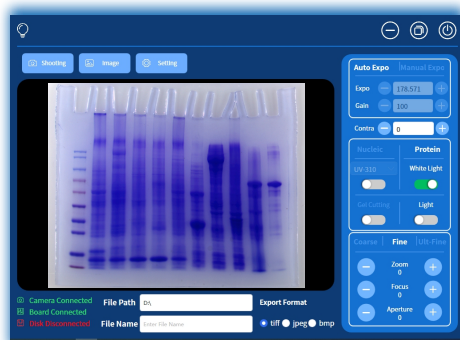 Shooting
Image
Setting
Auto Expo
Manual Expo
Expo
178.571
Gain
100
Contra
0
Nucleic
Protein
UV 310
White Light
Gel Cutting
Light
Coarse
Fine
Ult-Fine
Zoom
0
Focus
0
Aperture
0
Camera Connected
Board Connected
Disk Disconnected
File Path
D:\
File Name
Enter File Name
Export Format
tiff
jpeg
bmp